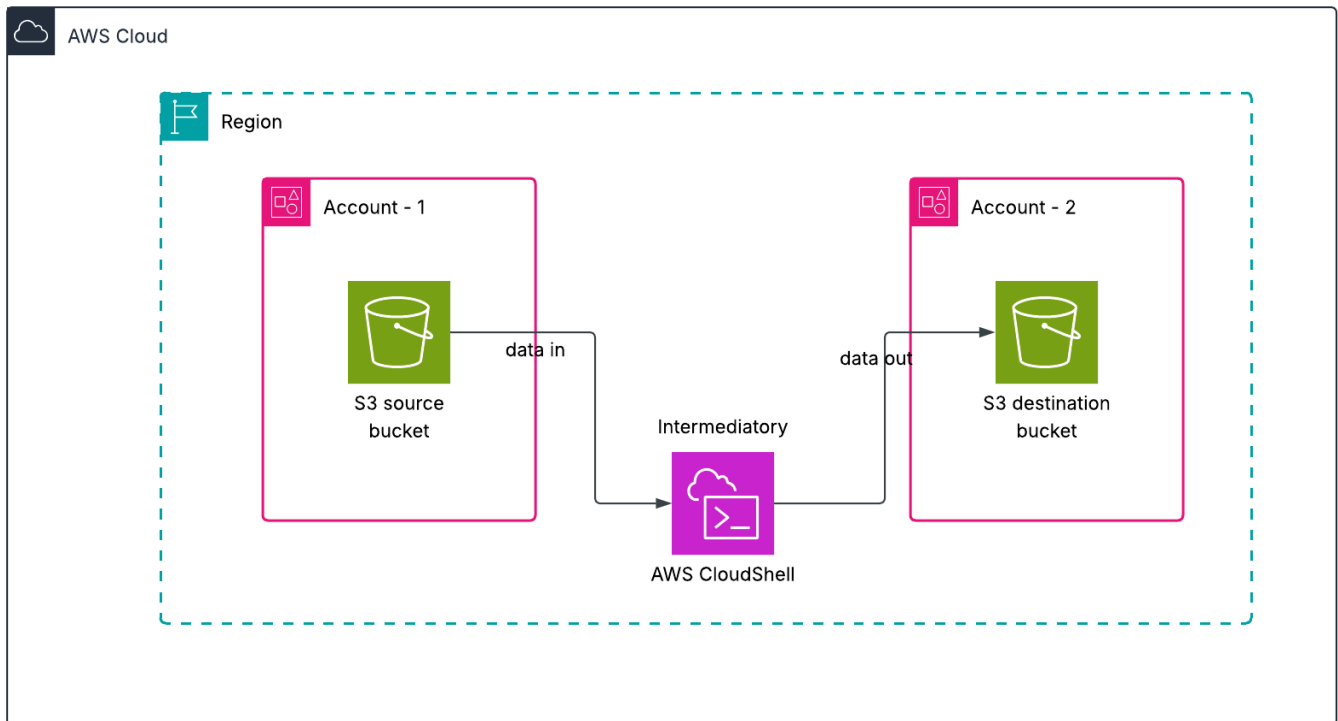 AWS Cloud
Region
Account - 1
Account - 2
data in
data out
S3 source
bucket
S3 destination
bucket
Intermediatory
AWS CloudShell